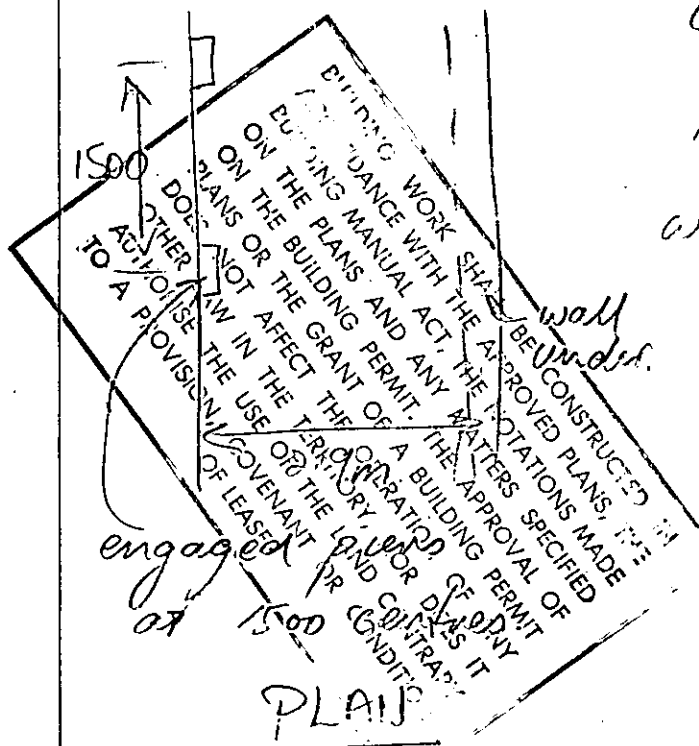 1500
BUILDING WORK SHALL BE CONSTRUCTED IN
DANCE WITH THE APPROVED PLANS, THE
BUILDING MANUAL ACT, THE NOTATIONS MADE
ON THE PLANS AND ANY MATTERS SPECIFIED
ON THE BUILDING PERMIT. THE APPROVAL OF
PLANS OR THE GRANT OF A BUILDING PERMIT
DOES NOT AFFECT THE OPERATION OF ANY
OTHER LAW IN THE TERRITORY, NOR DOES IT
AUTHORISE THE USE OF THE LAND CONTRARY
TO A PROVISION, COVENANT OR CONDITIO
OF LEASE
wall
under.
engaged piers
at 1500 centres
PLAN